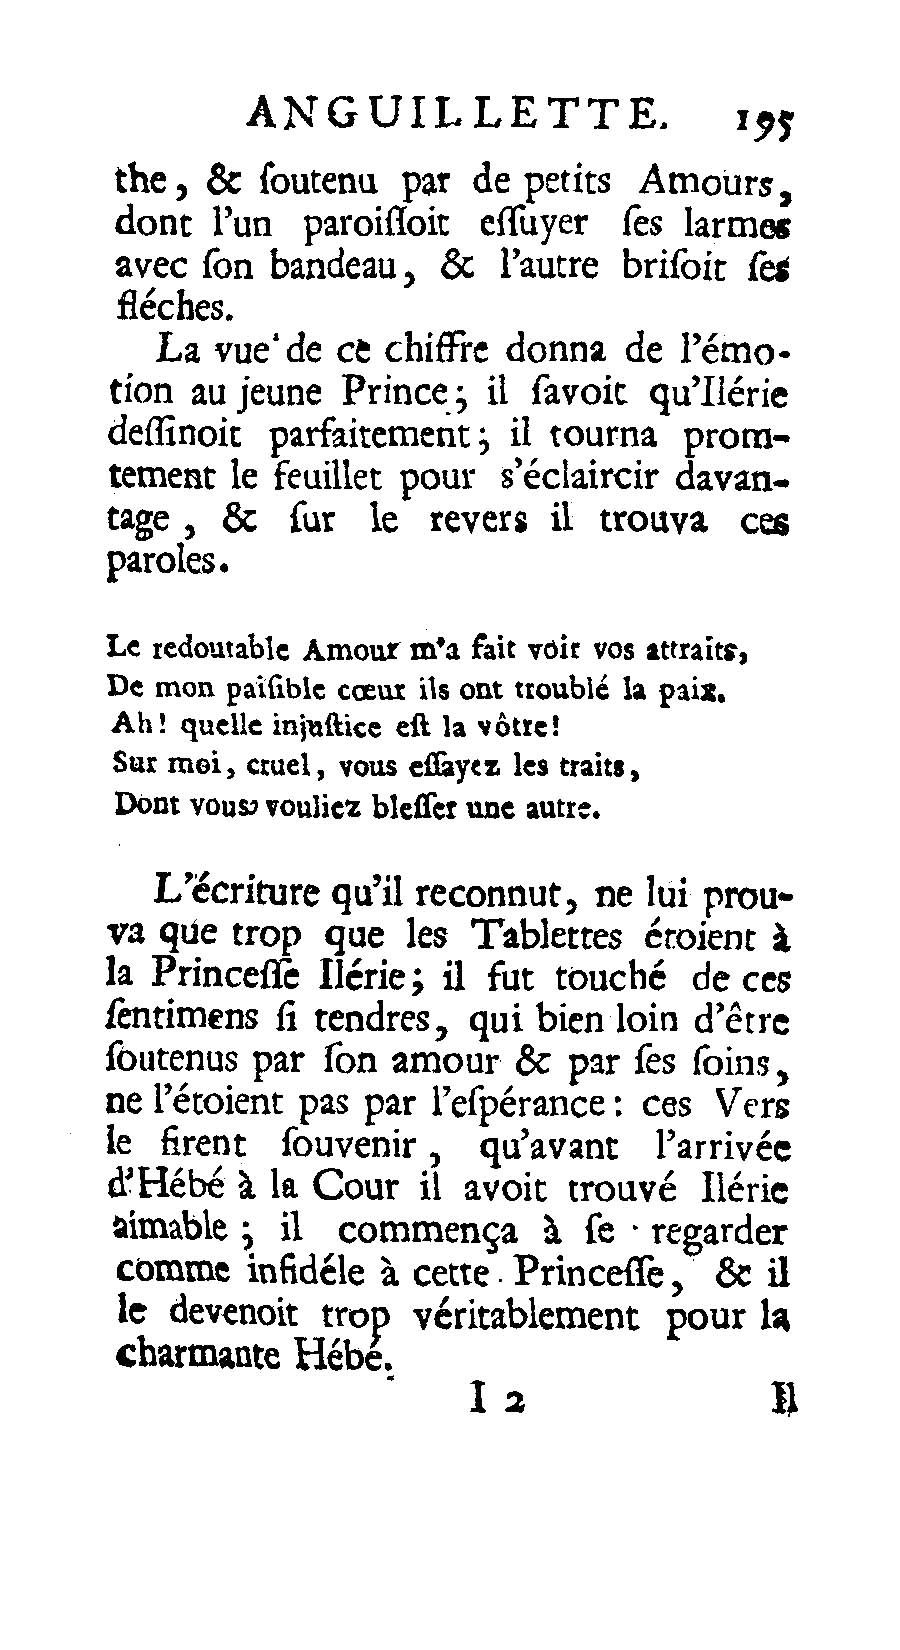 ANGUILLETTE. 195
the, & ſoutenu par de petits Amours,
dont l'un paroiſſoit eſſuyer ſes larmes
avec ſon bandeau, & l'autre briſoit ſes
fléches.
La vue de ce chiffre donna de l'émo-
tion au jeune Prince; il ſavoit qu'Ilérie
deſſinoit parfaitement; il tourna prom-
tement le feuillet pour s'éclaircir davan-
tage, & ſur le revers il trouva ces
paroles.
Le redoutable Amour m'a fait voir vos attraits,
De mon paiſible cœur ils ont troublé la paix.
Ah! quelle injuſtice eſt la vôtre!
Sur moi, cruel, vous eſſayez les traits,
Dont vous vouliez bleſſer une autre.
L'écriture qu'il reconnut, ne lui prou-
va que trop que les Tablettes étoient à
la Princeſſe Ilérie; il fut touché de ces
ſentimens ſi tendres, qui bien loin d'être
ſoutenus par ſon amour & par ſes ſoins,
ne l'étoient pas par l'eſpérance: ces Vers
le firent ſouvenir, qu'avant l'arrivée
d'Hébé à la Cour il avoit trouvé Ilérie
aimable; il commença à ſe regarder
comme infidéle à cette Princeſſe, & il
le devenoit trop véritablement pour la
charmante Hébé.
I 2 Il